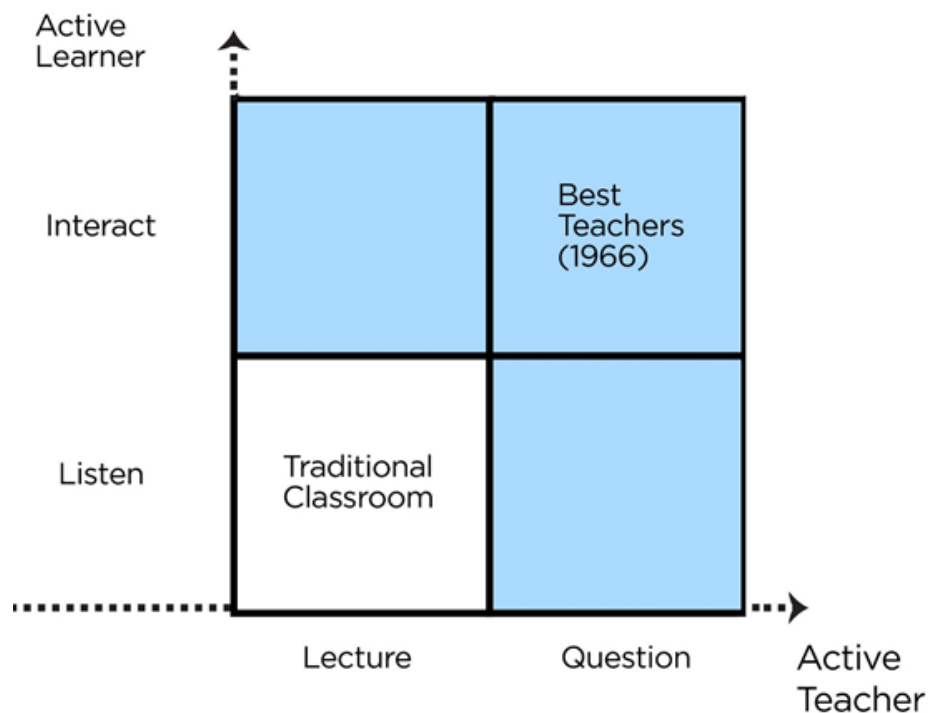 Active
Learner
Interact
Best
Teachers
(1966)
Listen
Traditional
Classroom
Lecture
Question
Active
Teacher